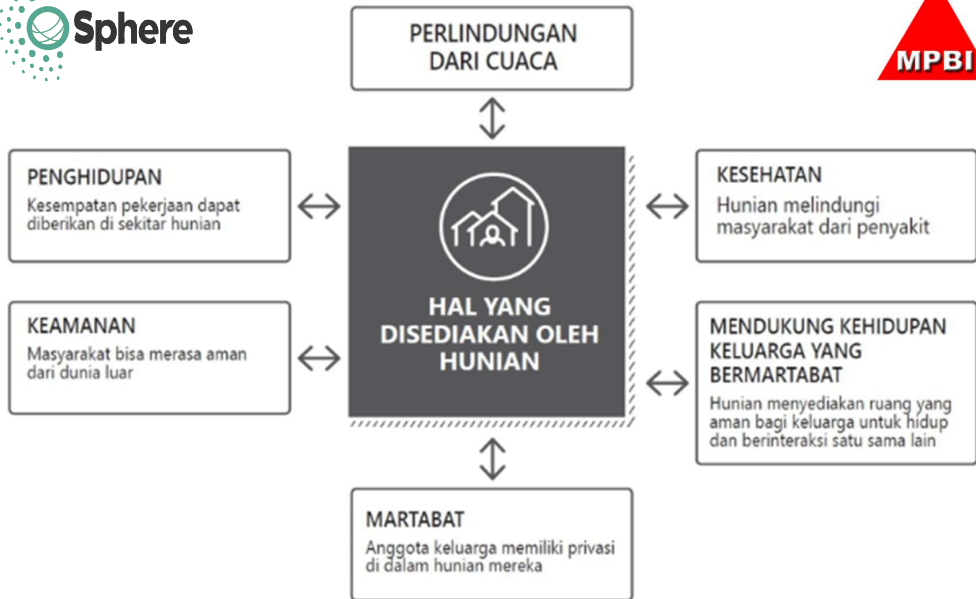 Sphere
MPBI
PERLINDUNGAN
DARI CUACA
PENGHIDUPAN
Kesempatan pekerjaan dapat
diberikan di sekitar hunian
KESEHATAN
Hunian melindungi
masyarakat dari penyakit
HAL YANG
DISEDIAKAN OLEH
HUNIAN
KEAMANAN
Masyarakat bisa merasa aman
dari dunia luar
MENDUKUNG KEHIDUPAN
KELUARGA YANG
BERMARTABAT
Hunian menyediakan ruang yang
aman bagi keluarga untuk hidup
dan berinteraksi satu sama lain
MARTABAT
Anggota keluarga memiliki privasi
di dalam hunian mereka